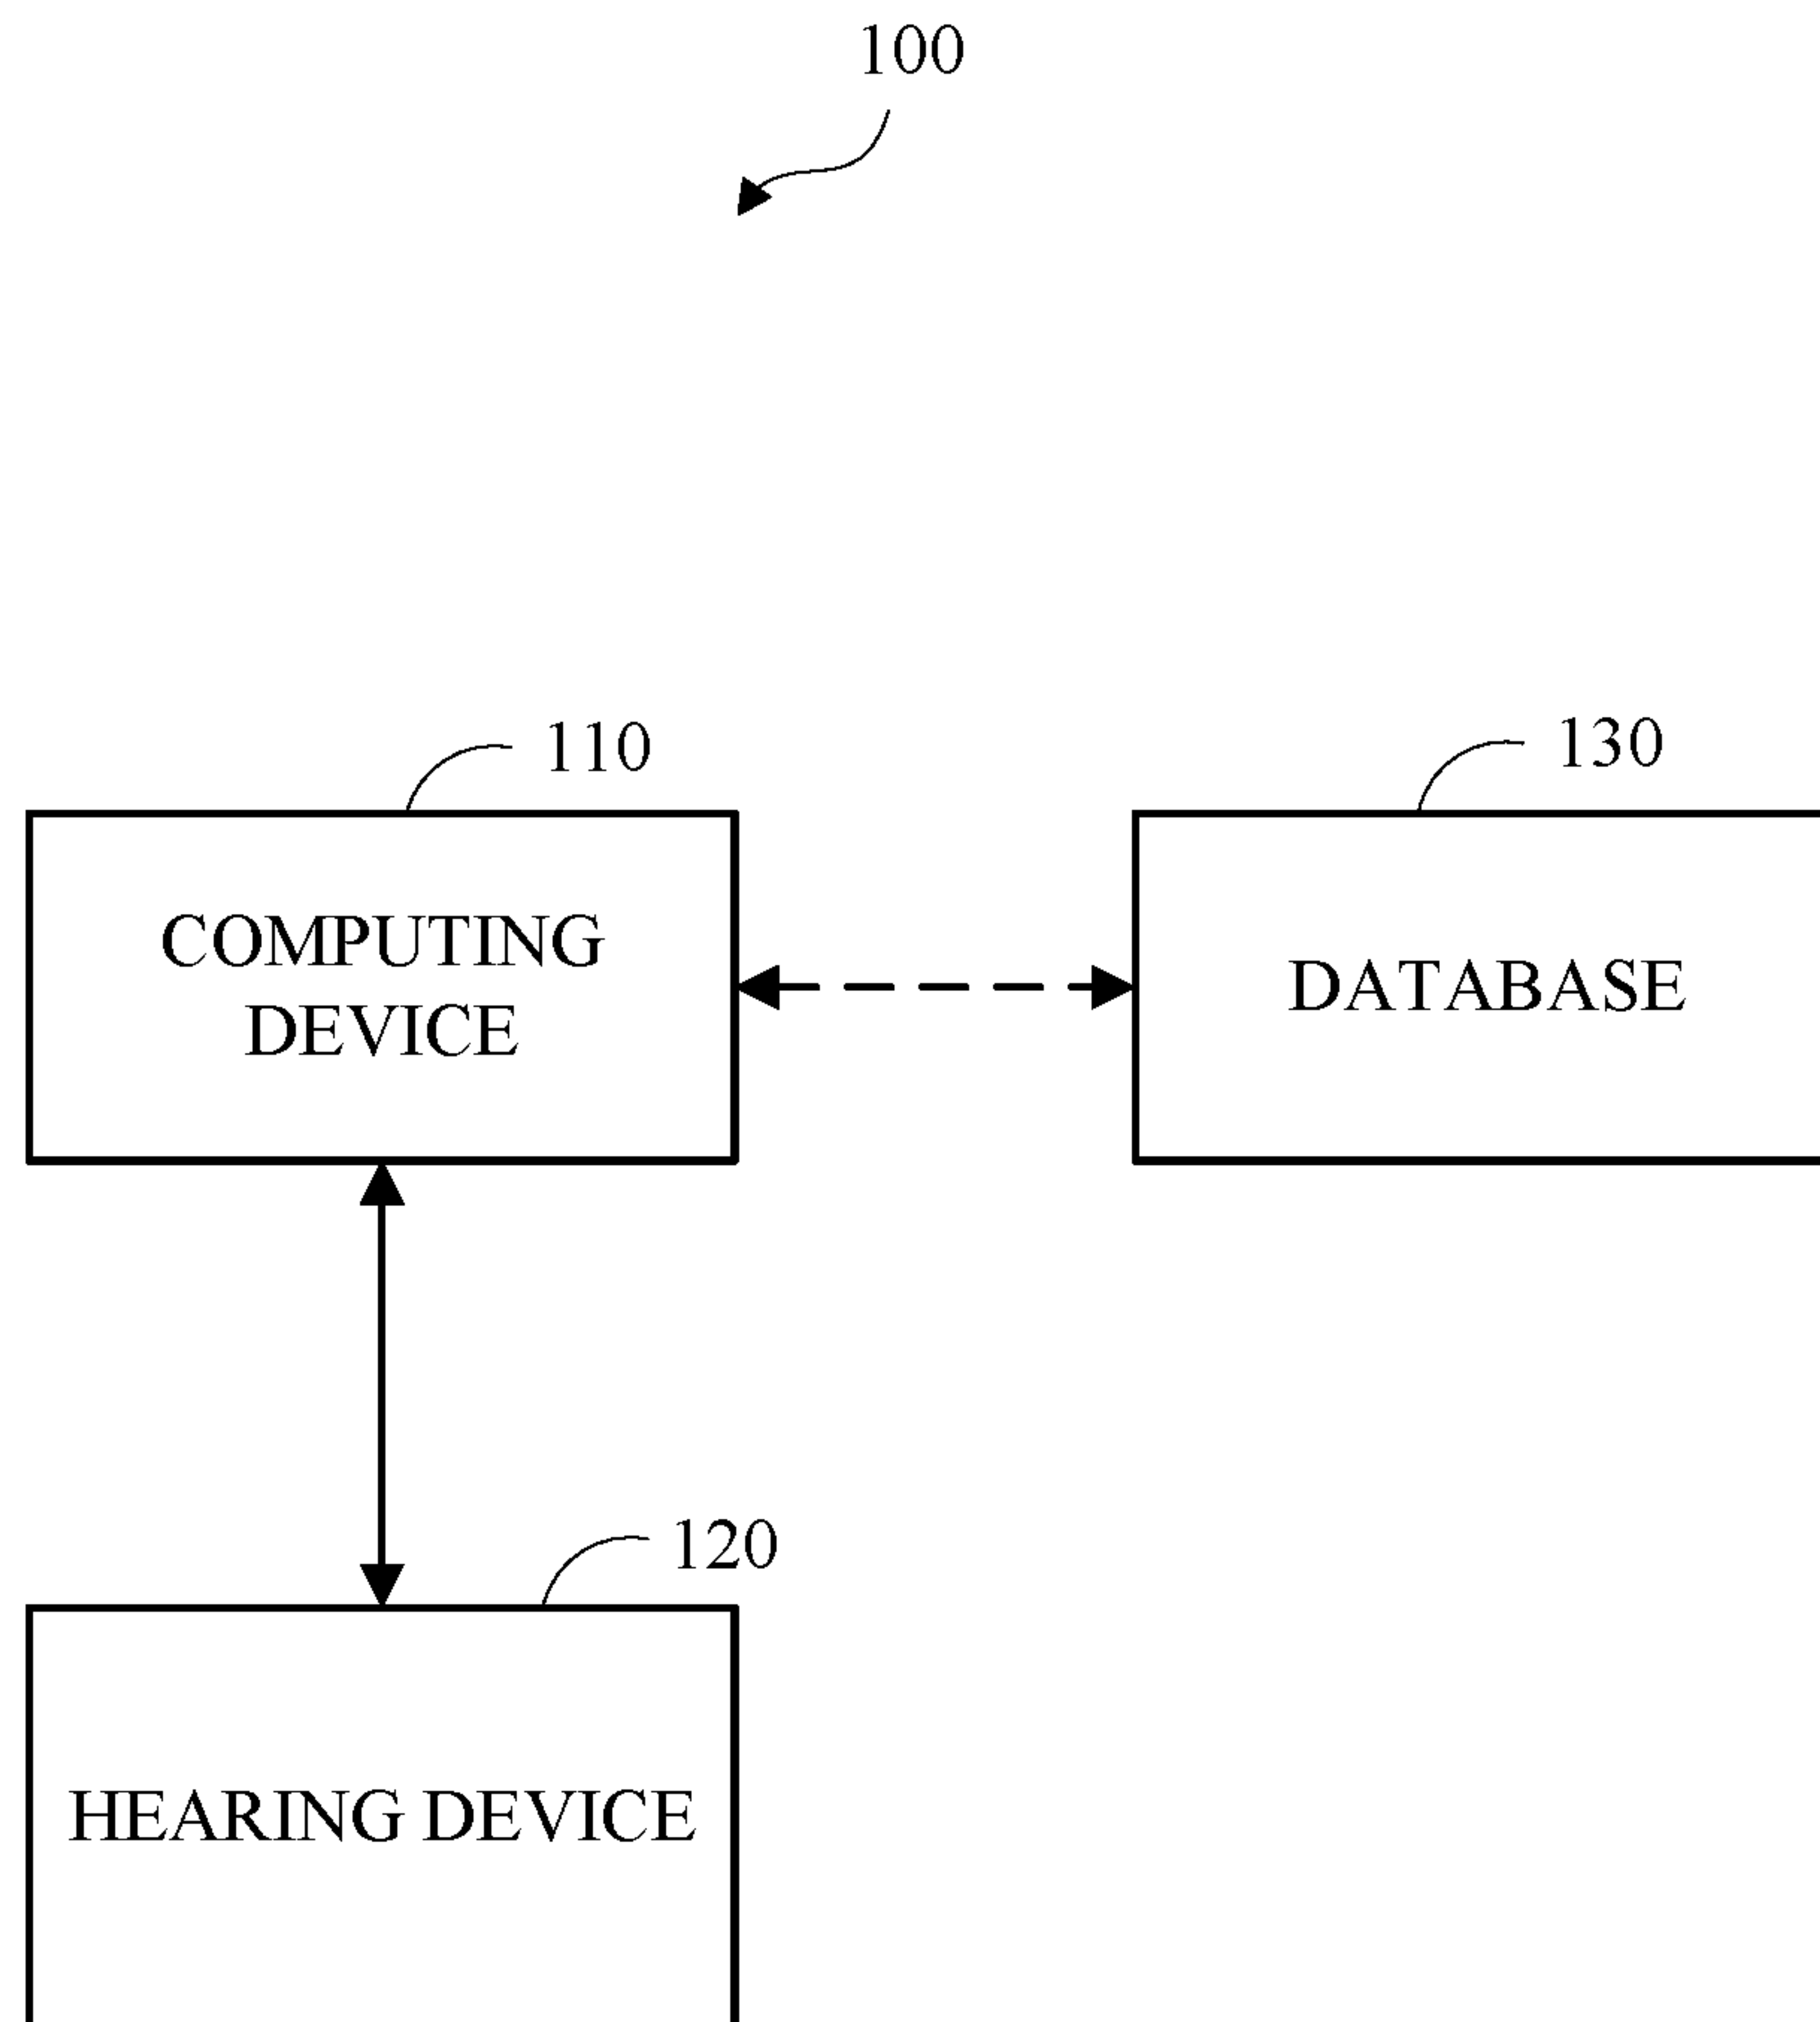 100
110
130
COMPUTING
DEVICE
DATABASE
120
HEARING DEVICE